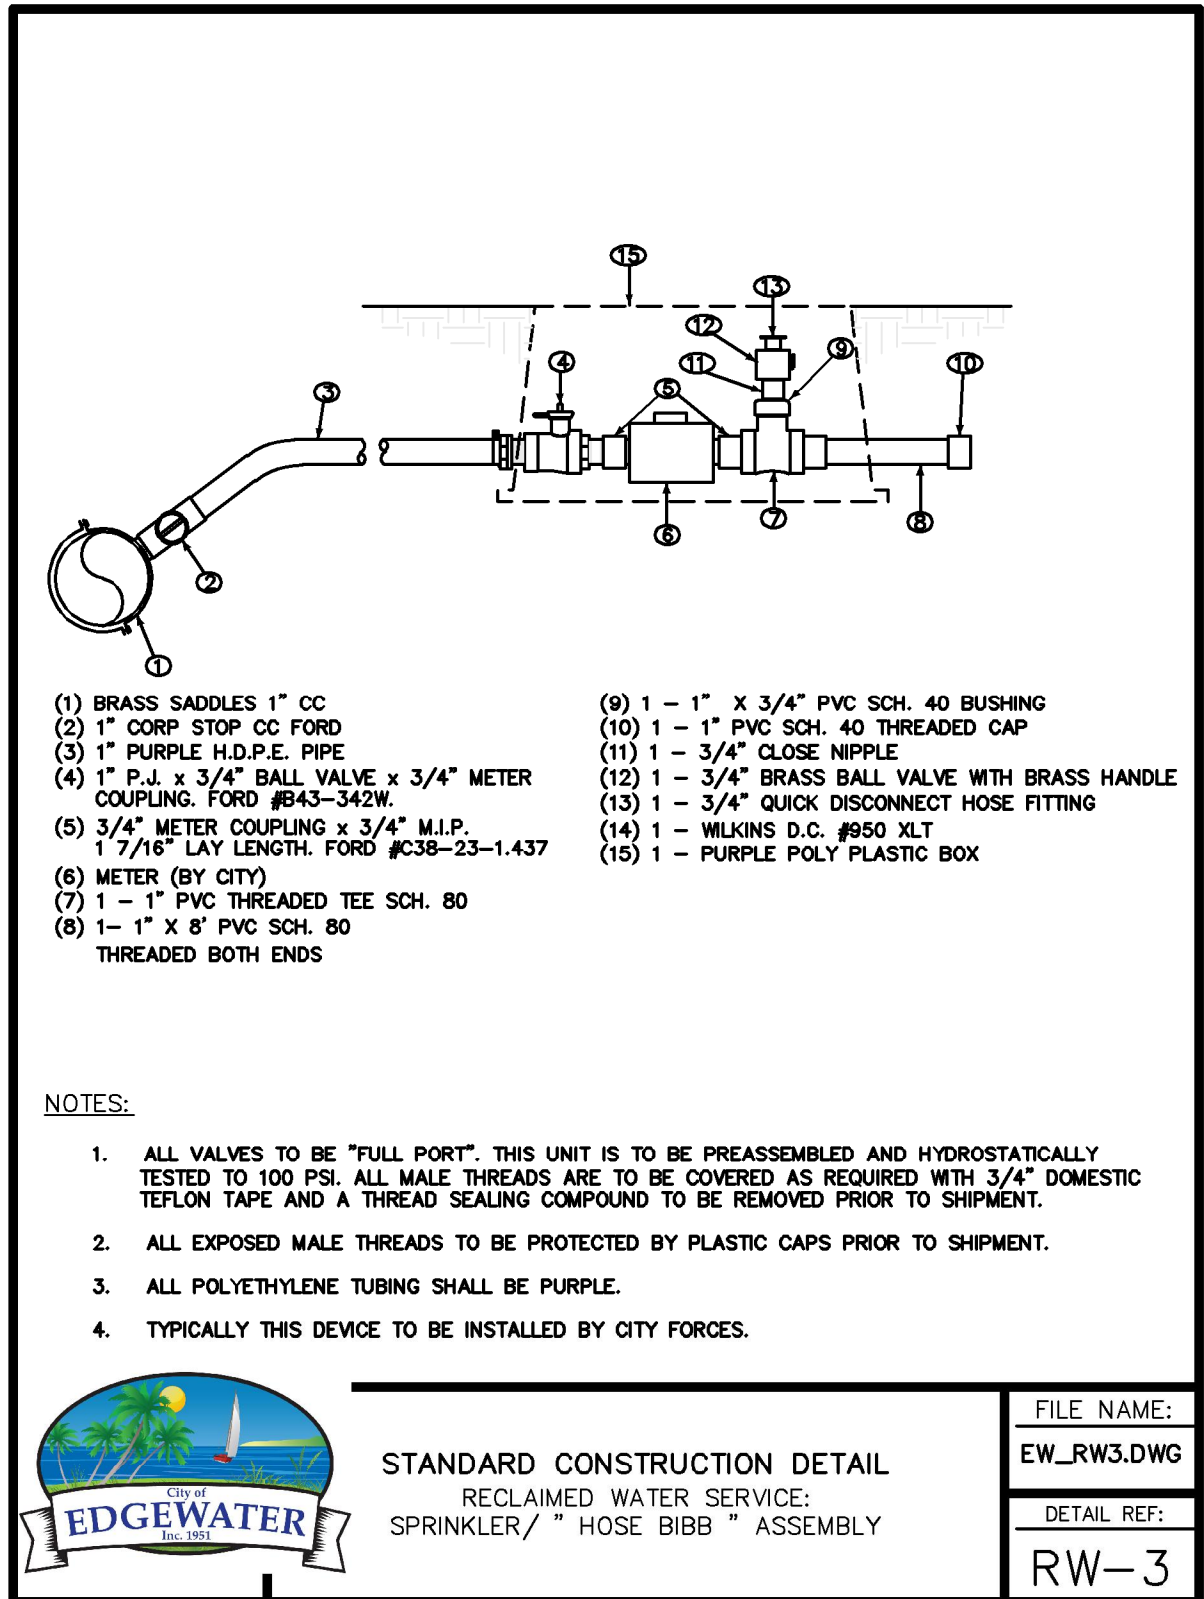 15
13
12
9
4
11
10
5
3
7
8
6
2
1
(1) BRASS SADDLES 1" CC
(2) 1" CORP STOP CC FORD
(3) 1" PURPLE H.D.P.E. PIPE
(4) 1" P.J. x 3/4" BALL VALVE x 3/4" METER
COUPLING. FORD #B43-342W.
(5) 3/4" METER COUPLING x 3/4" M.I.P.
1 7/16" LAY LENGTH. FORD #C38-23-1.437
(6) METER (BY CITY)
(7) 1 - 1" PVC THREADED TEE SCH. 80
(8) 1- 1" X 8' PVC SCH. 80
THREADED BOTH ENDS
(9) 1 - 1" X 3/4" PVC SCH. 40 BUSHING
(10) 1 - 1" PVC SCH. 40 THREADED CAP
(11) 1 - 3/4" CLOSE NIPPLE
(12) 1 - 3/4" BRASS BALL VALVE WITH BRASS HANDLE
(13) 1 - 3/4" QUICK DISCONNECT HOSE FITTING
(14) 1 - WILKINS D.C. #950 XLT
(15) 1 - PURPLE POLY PLASTIC BOX
NOTES:
1. ALL VALVES TO BE "FULL PORT". THIS UNIT IS TO BE PREASSEMBLED AND HYDROSTATICALLY
TESTED TO 100 PSI. ALL MALE THREADS ARE TO BE COVERED AS REQUIRED WITH 3/4" DOMESTIC
TEFLON TAPE AND A THREAD SEALING COMPOUND TO BE REMOVED PRIOR TO SHIPMENT.
2. ALL EXPOSED MALE THREADS TO BE PROTECTED BY PLASTIC CAPS PRIOR TO SHIPMENT.
3. ALL POLYETHYLENE TUBING SHALL BE PURPLE.
4. TYPICALLY THIS DEVICE TO BE INSTALLED BY CITY FORCES.
City of
EDGEWATER
Inc. 1951
STANDARD CONSTRUCTION DETAIL
RECLAIMED WATER SERVICE:
SPRINKLER/ " HOSE BIBB " ASSEMBLY
FILE NAME:
EW_RW3.DWG
DETAIL REF:
RW-3